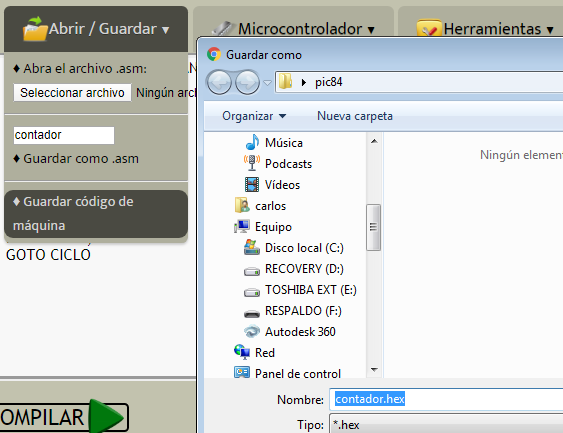 Abrir / Guardar ▾
Microcontrolador ▾
Herramientas ▾
♦ Abra el archivo .asm:
Seleccionar archivo Ningún arc
contador
♦ Guardar como .asm
♦ Guardar código de
máquina
GOTO CICLO
OMPILAR
Guardar como
pic84
Organizar ▾
Nueva carpeta
Música
Podcasts
Vídeos
carlos
Equipo
Disco local (C:)
RECOVERY (D:)
TOSHIBA EXT (E:)
RESPALDO (F:)
Autodesk 360
Red
Panel de control
Ningún elemen
Nombre: contador.hex
Tipo: *.hex